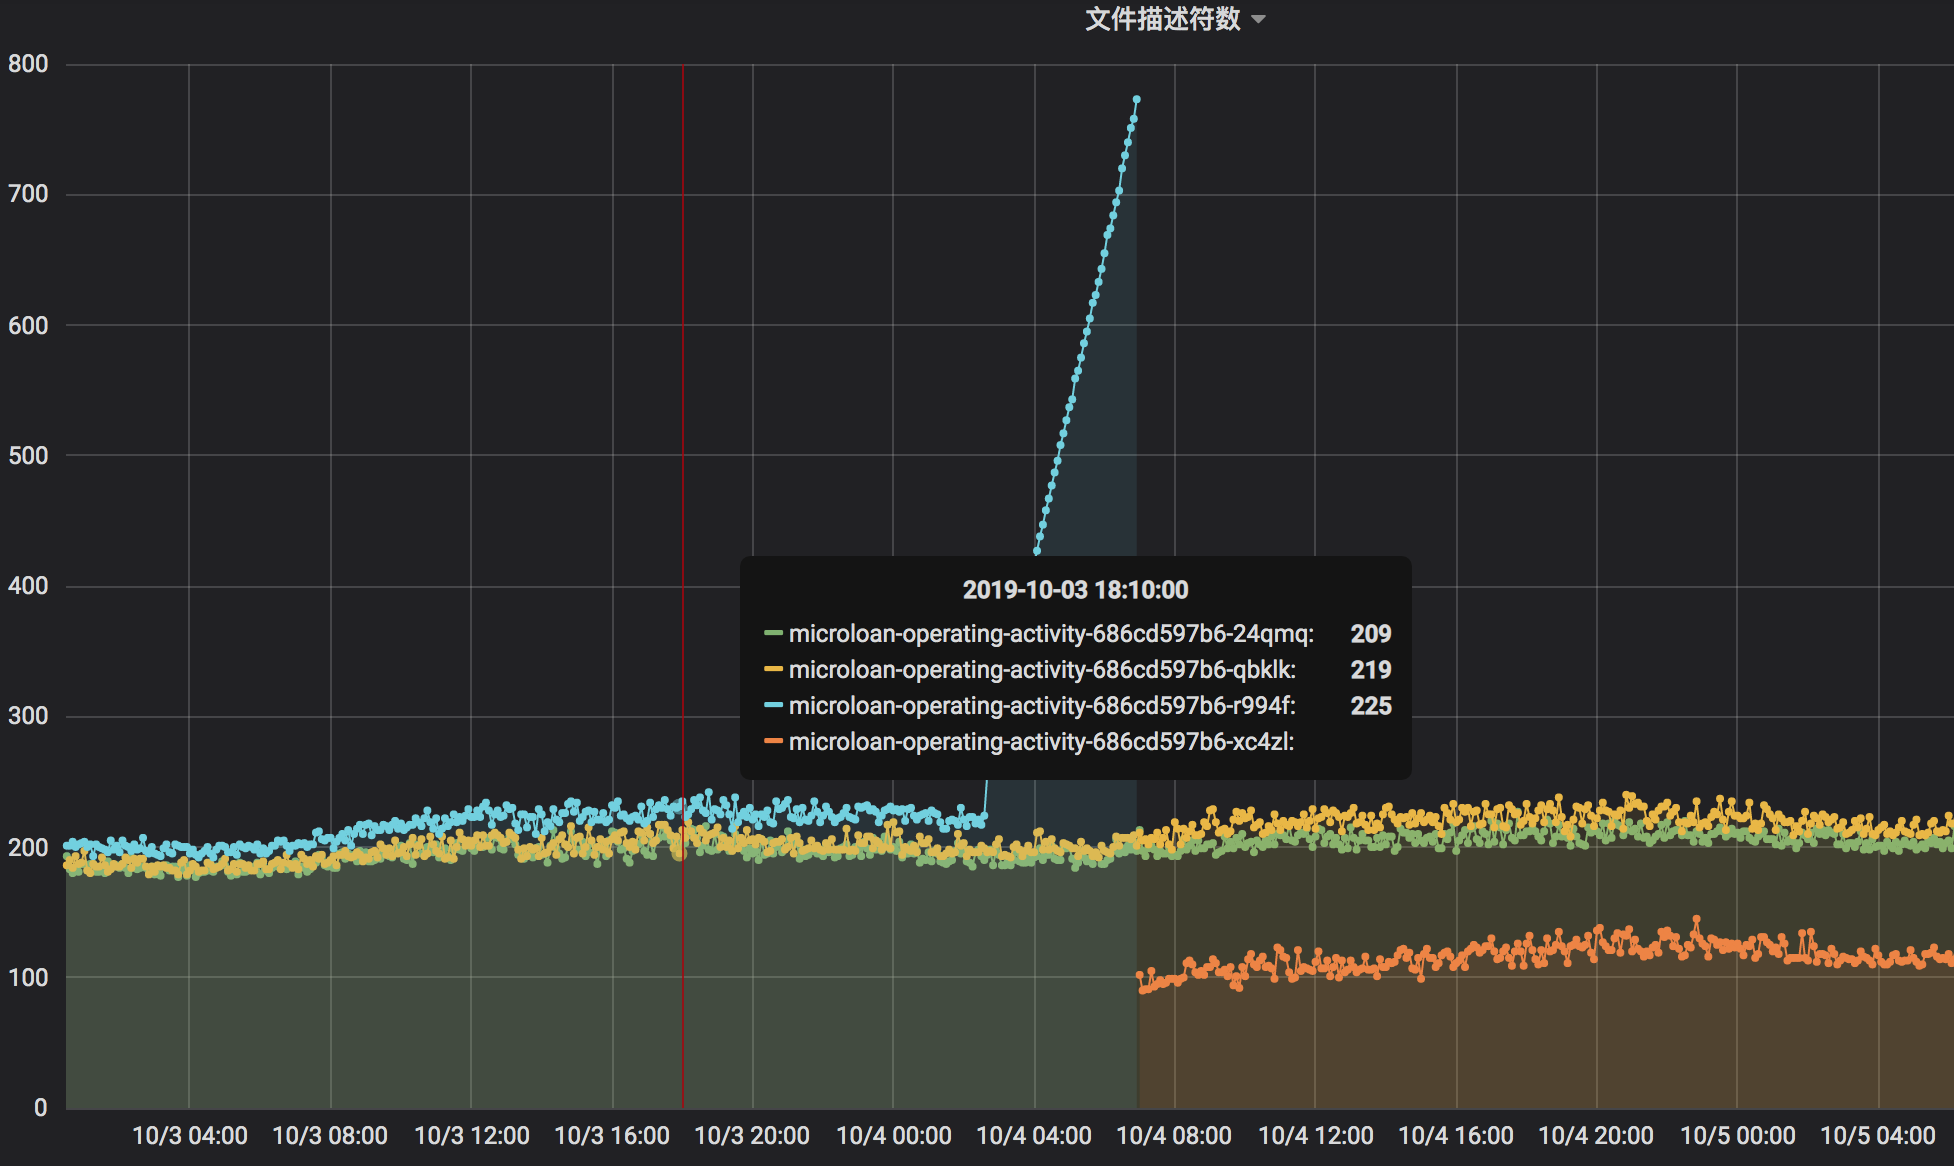 文件描述符数
800
700
600
500
400
300
200
100
0
2019-10-03 18:10:00
microloan-operating-activity-686cd597b6-24qmq: 209
microloan-operating-activity-686cd597b6-qbklk: 219
microloan-operating-activity-686cd597b6-r994f: 225
microloan-operating-activity-686cd597b6-xc4zl:
10/3 04:00 10/3 08:00 10/3 12:00 10/3 16:00 10/3 20:00 10/4 00:00 10/4 04:00 10/4 08:00 10/4 12:00 10/4 16:00 10/4 20:00 10/5 00:00 10/5 04:00